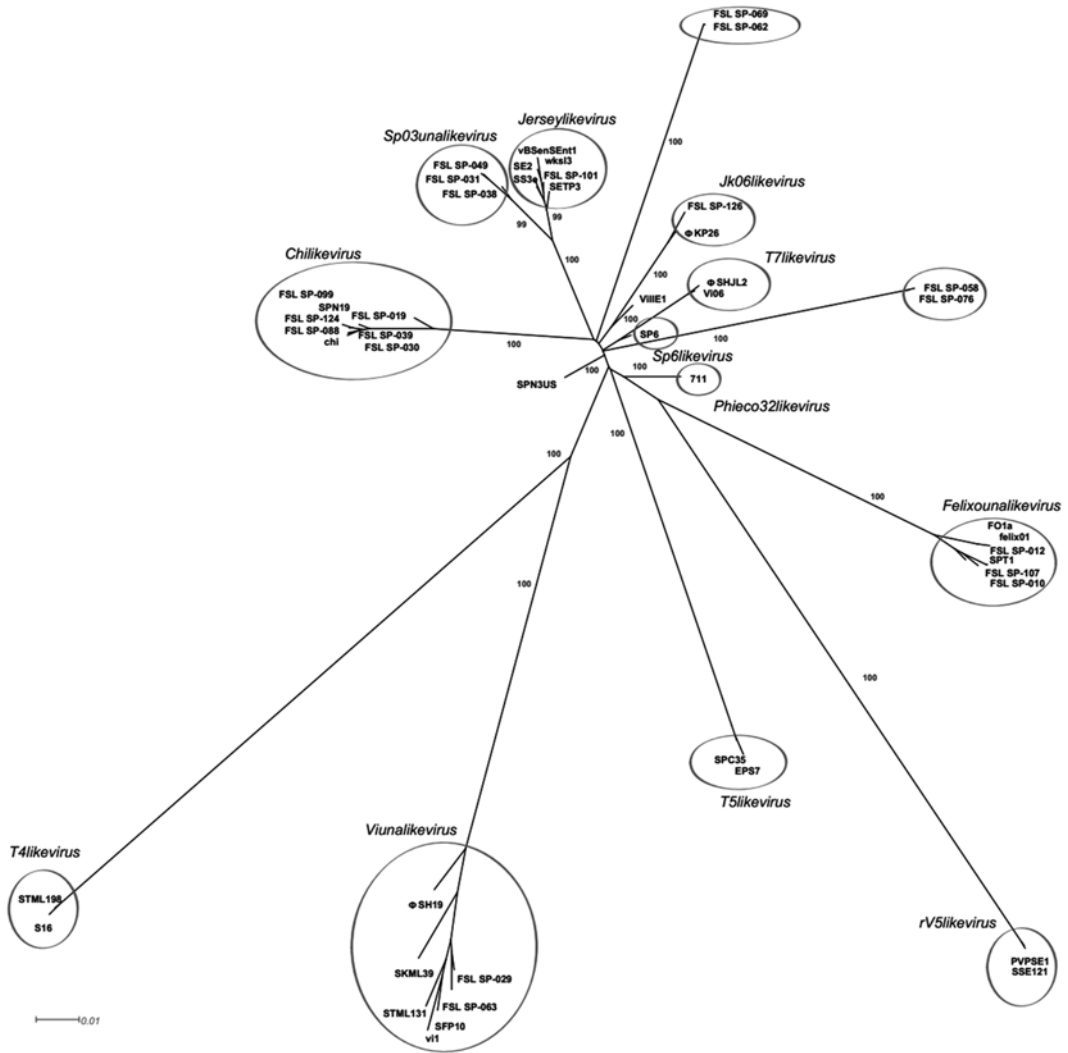 FSL SP-069
FSL SP-062
100
Jerseylikevirus
Sp03unalikevirus
vBSenSEnt1
wksl3
SE2
FSL SP-101
SS3e
SETP3
FSL SP-049
FSL SP-031
FSL SP-038
99
99
100
Jk06likevirus
FSL SP-126
ΦKP26
100
T7likevirus
ΦSHJL2
Vi06
ViIIE1
100
SP6
Sp6likevirus
FSL SP-058
FSL SP-076
100
Chilikevirus
FSL SP-099
SPN19
FSL SP-124
FSL SP-019
FSL SP-088
FSL SP-039
chi
FSL SP-030
100
SPN3US
100
100
711
Phieco32likevirus
100
100
100
Felixounalikevirus
FO1a
felix01
FSL SP-012
SPT1
FSL SP-107
FSL SP-010
100
100
SPC35
EPS7
T5likevirus
T4likevirus
STML198
S16
Viunalikevirus
ΦSH19
SKML39
FSL SP-029
STML131
FSL SP-063
SFP10
vi1
rV5likevirus
PVPSE1
SSE121
0.01